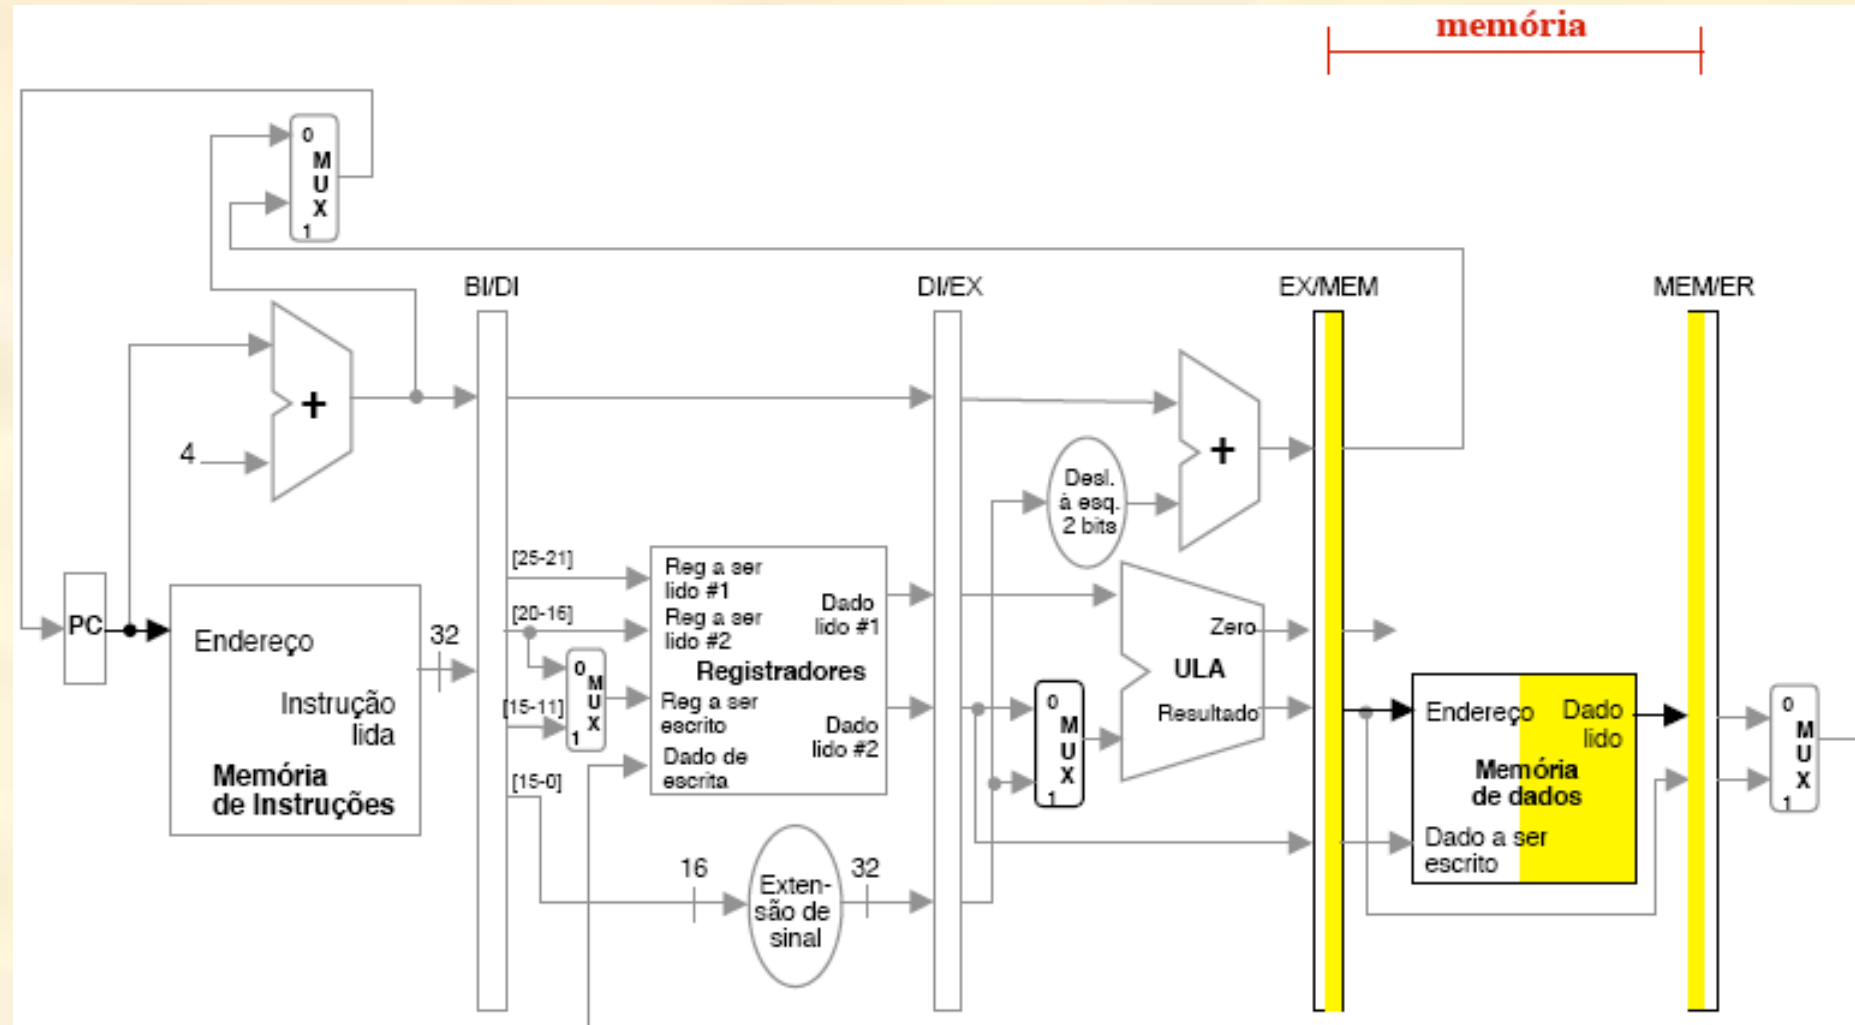 memória
0
M
U
X
1
BI/DI
DI/EX
EX/MEM
MEM/ER
+
4
+
Desl.
à esq.
2 bits
PC
Endereço
Instrução
lida
Memória
de Instruções
32
[25-21]
[20-16]
[15-11]
[15-0]
0
M
U
X
1
Reg a ser
lido #1
Reg a ser
lido #2
Registradores
Reg a ser
escrito
Dado de
escrita
Dado
lido #1
Dado
lido #2
16
Exten-
são de
sinal
32
0
M
U
X
1
Zero
ULA
Resultado
Endereço
Dado
lido
Memória
de dados
Dado a ser
escrito
0
M
U
X
1